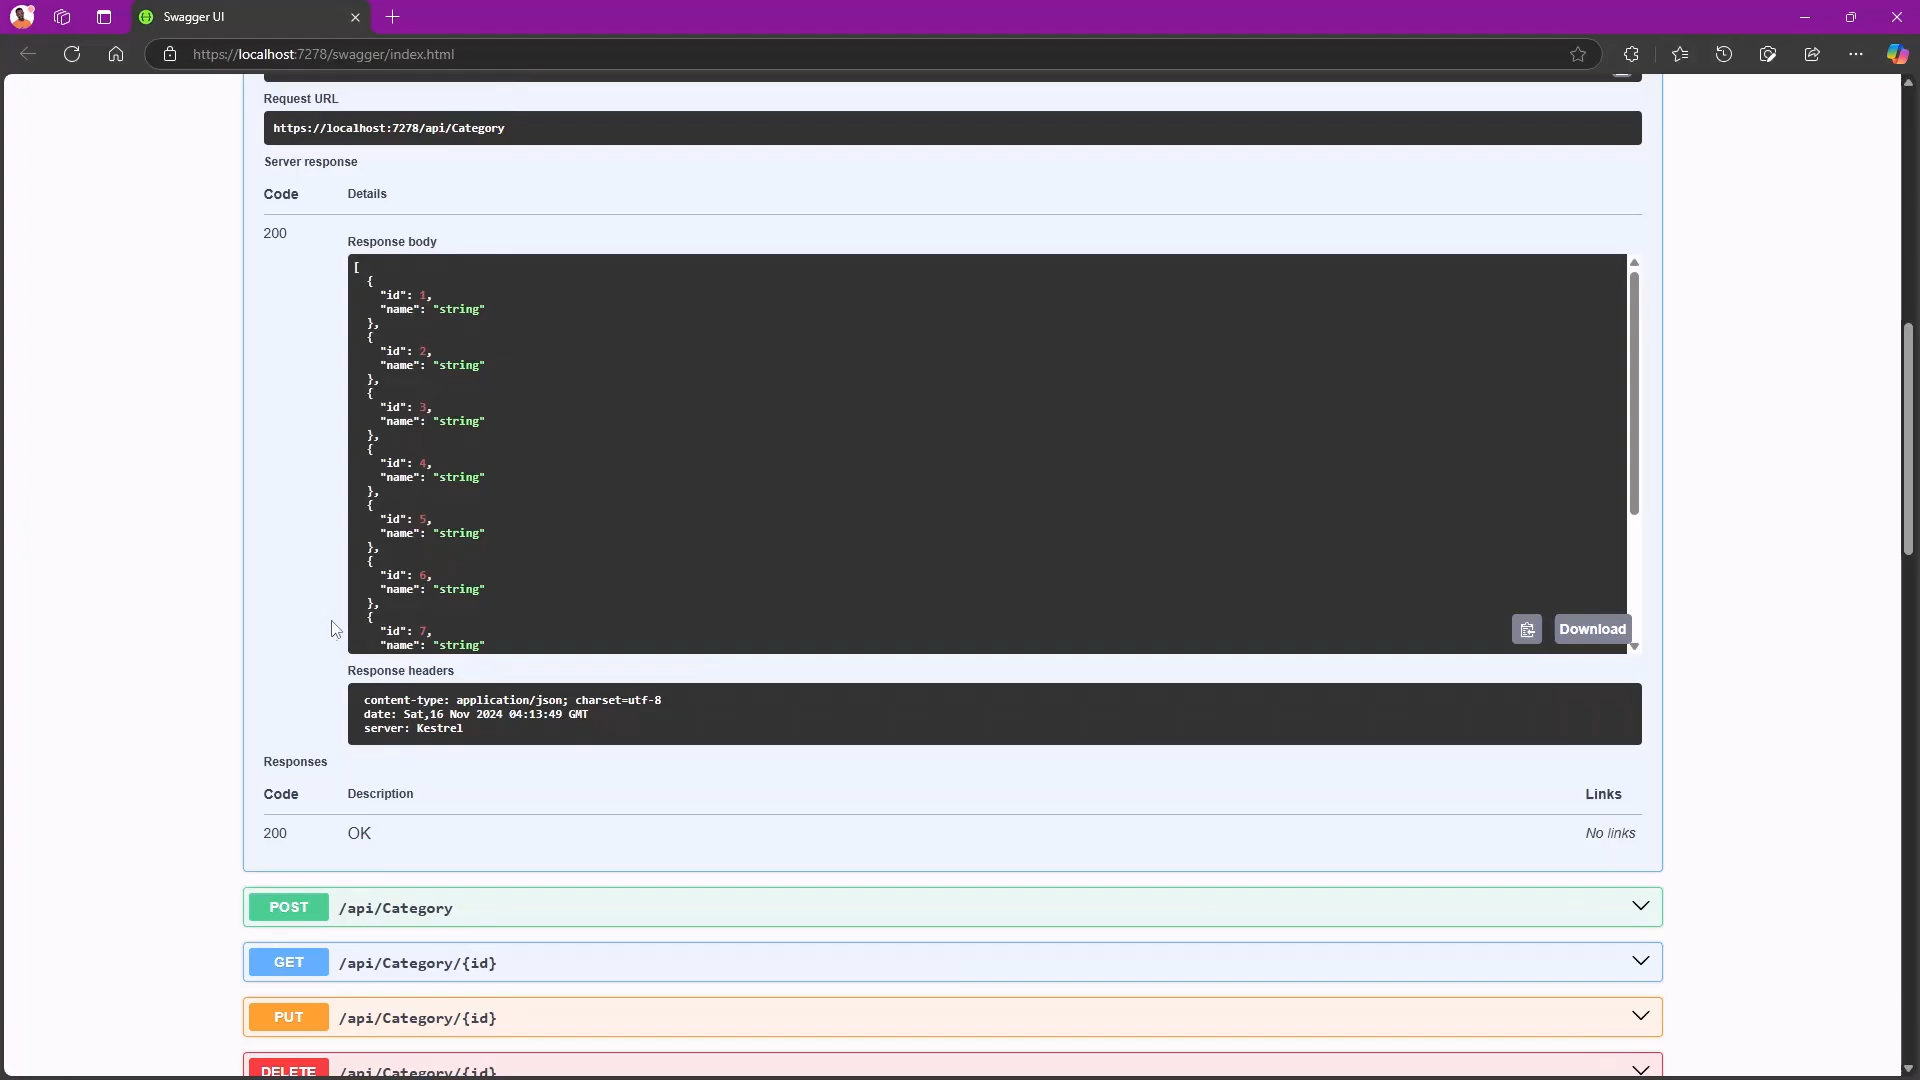 Swagger UI
https://localhost:7278/swagger/index.html
Request URL
https://localhost:7278/api/Category
Server response
Code Details
200
Response body
[
{
"id": 1,
"name": "string"
},
{
"id": 2,
"name": "string"
},
{
"id": 3,
"name": "string"
},
{
"id": 4,
"name": "string"
},
{
"id": 5,
"name": "string"
},
{
"id": 6,
"name": "string"
},
{
"id": 7,
"name": "string"
Download
Response headers
content-type: application/json; charset=utf-8
date: Sat,16 Nov 2024 04:13:49 GMT
server: Kestrel
Responses
Code Description Links
200 OK No links
POST /api/Category
GET /api/Category/{id}
PUT /api/Category/{id}
DELETE /api/Category/{id}